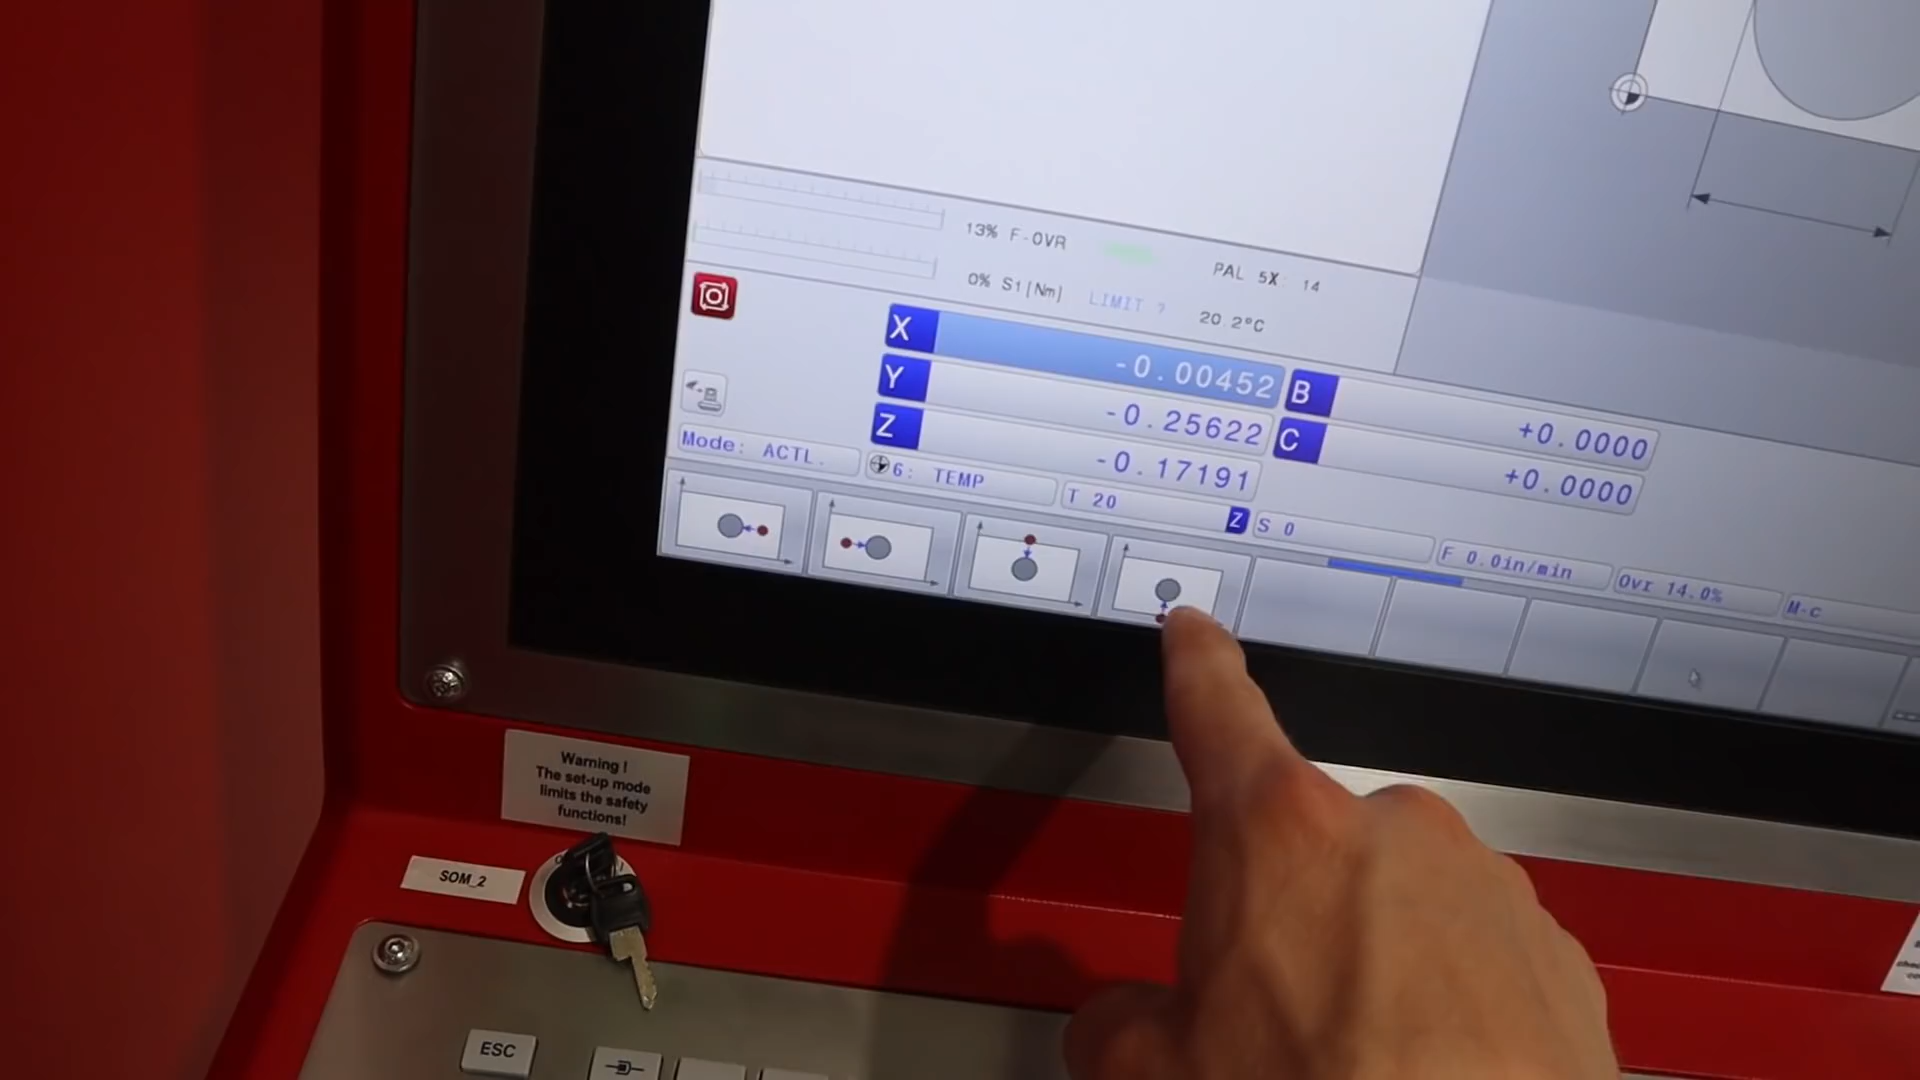 13% F-OVR
PAL 5X: 14
0% S1[Nm] LIMIT ?
20.2°C
X -0.00452
B +0.0000
Y -0.25622
C +0.0000
Z -0.17191
Mode: ACTL.
6: TEMP
T 20
Z S 0
F 0.0in/min
Ovr 14.0%
M-c
Warning !
The set-up mode
limits the safety
functions!
SOM_2
ESC